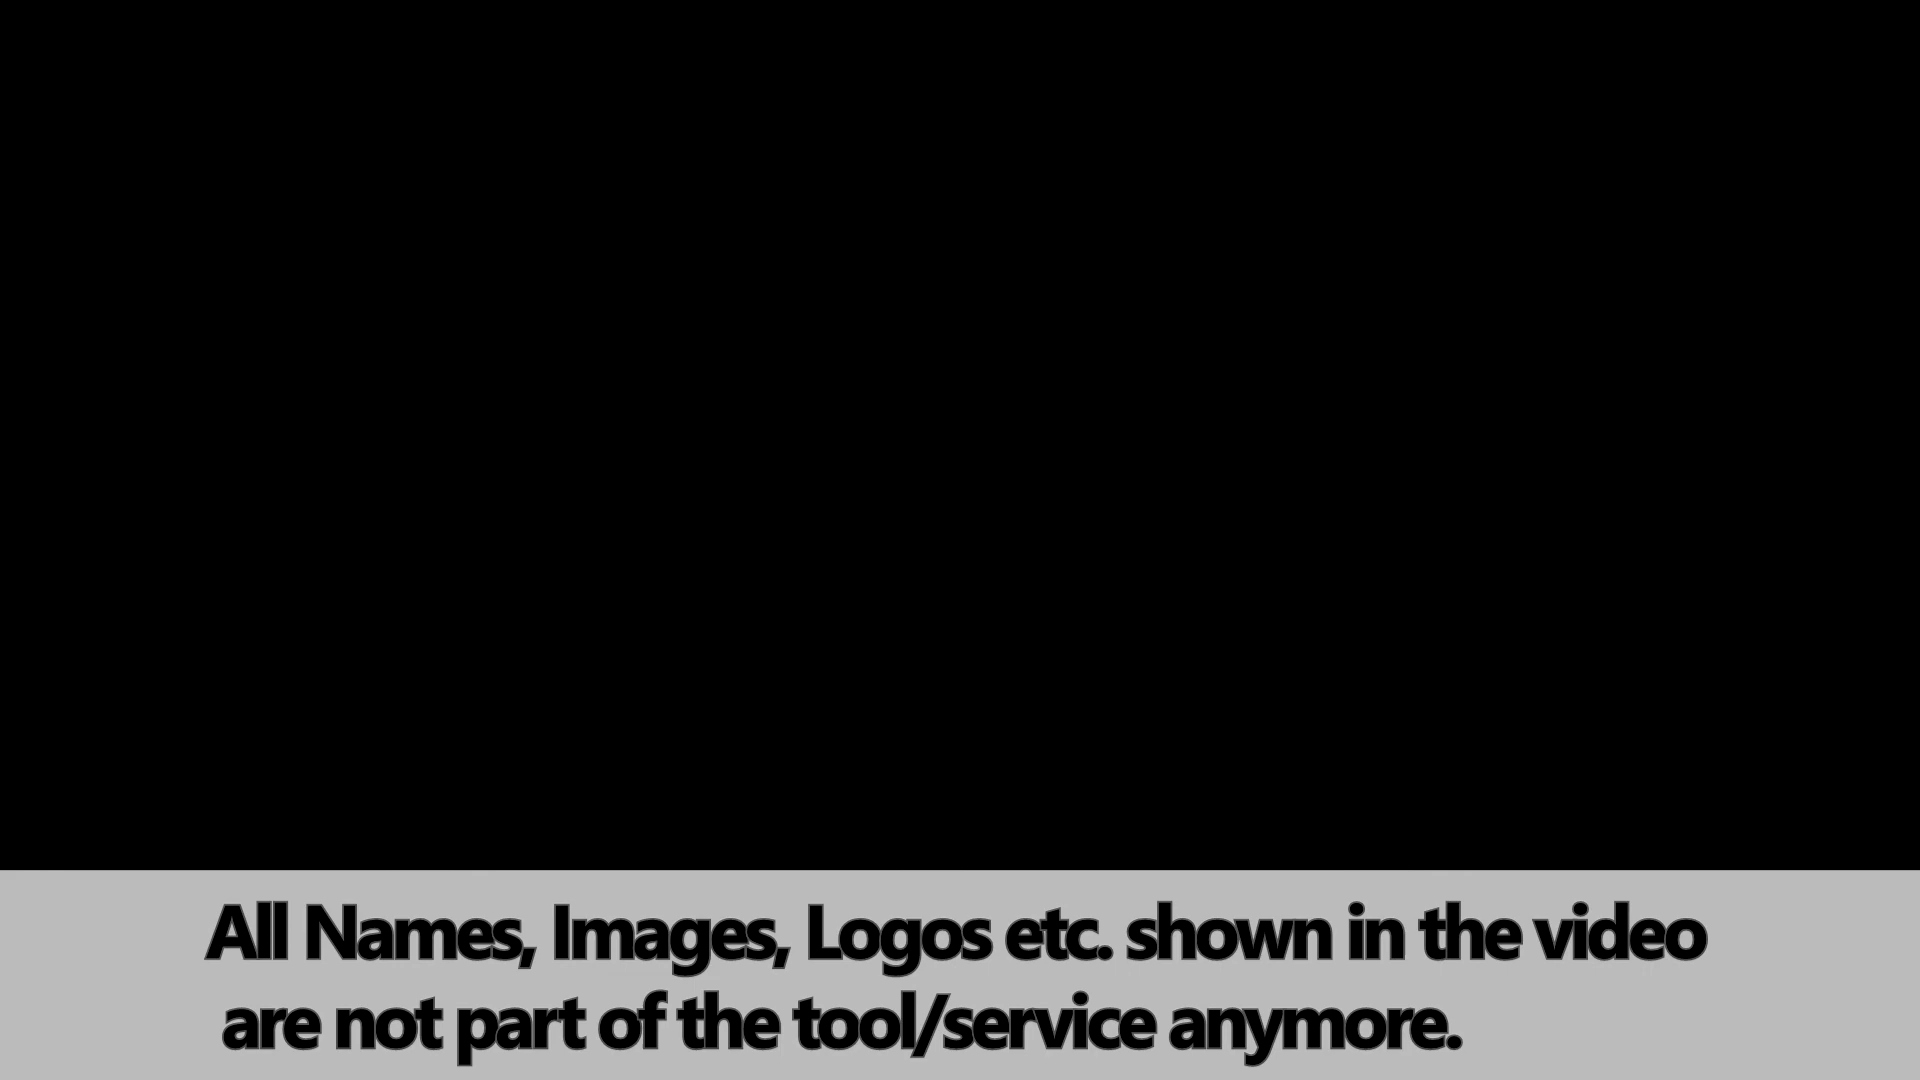 All Names, Images, Logos etc. shown in the video
are not part of the tool/service anymore.